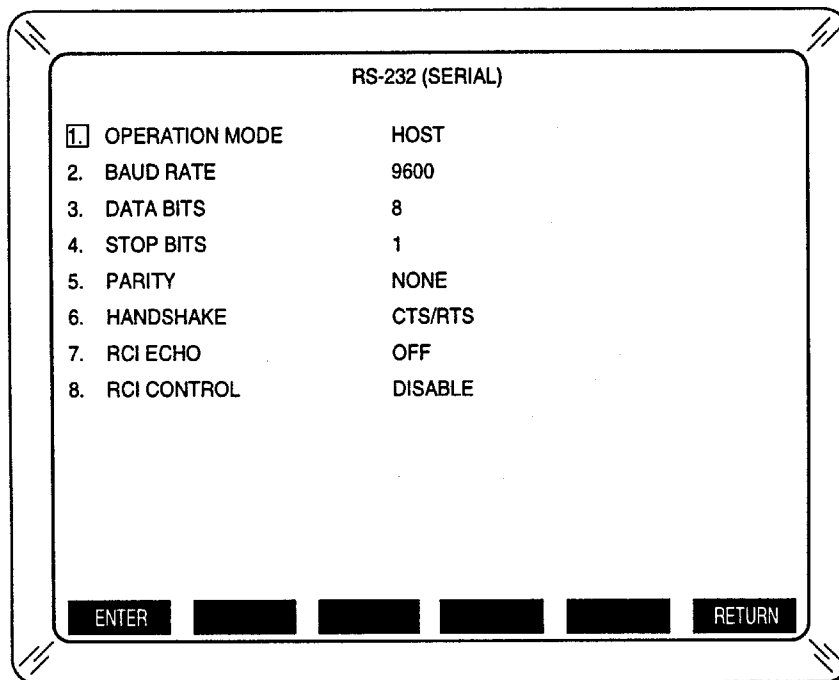 RS-232 (SERIAL)
1. OPERATION MODE HOST
2. BAUD RATE 9600
3. DATA BITS 8
4. STOP BITS 1
5. PARITY NONE
6. HANDSHAKE CTS/RTS
7. RCI ECHO OFF
8. RCI CONTROL DISABLE
ENTER RETURN